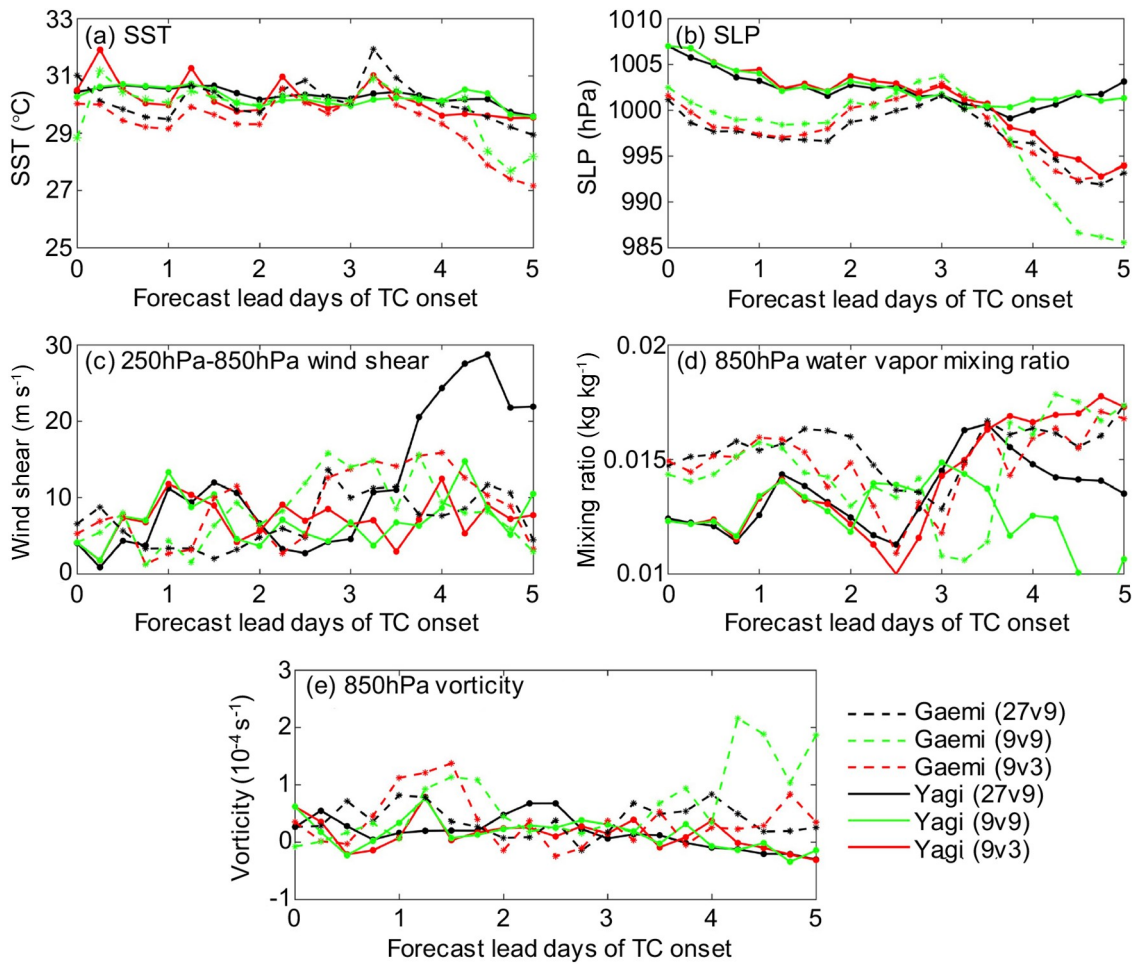 (a) SST
33
31
29
27
25
SST (°C)
0 1 2 3 4 5
Forecast lead days of TC onset
(b) SLP
1010
1005
1000
995
990
985
SLP (hPa)
0 1 2 3 4 5
Forecast lead days of TC onset
(c) 250hPa-850hPa wind shear
30
20
10
0
Wind shear (m s⁻¹)
0 1 2 3 4 5
Forecast lead days of TC onset
(d) 850hPa water vapor mixing ratio
0.02
0.015
0.01
Mixing ratio (kg kg⁻¹)
0 1 2 3 4 5
Forecast lead days of TC onset
(e) 850hPa vorticity
3
2
1
0
-1
Vorticity (10⁻⁴ s⁻¹)
0 1 2 3 4 5
Forecast lead days of TC onset
Gaemi (27v9)
Gaemi (9v9)
Gaemi (9v3)
Yagi (27v9)
Yagi (9v9)
Yagi (9v3)